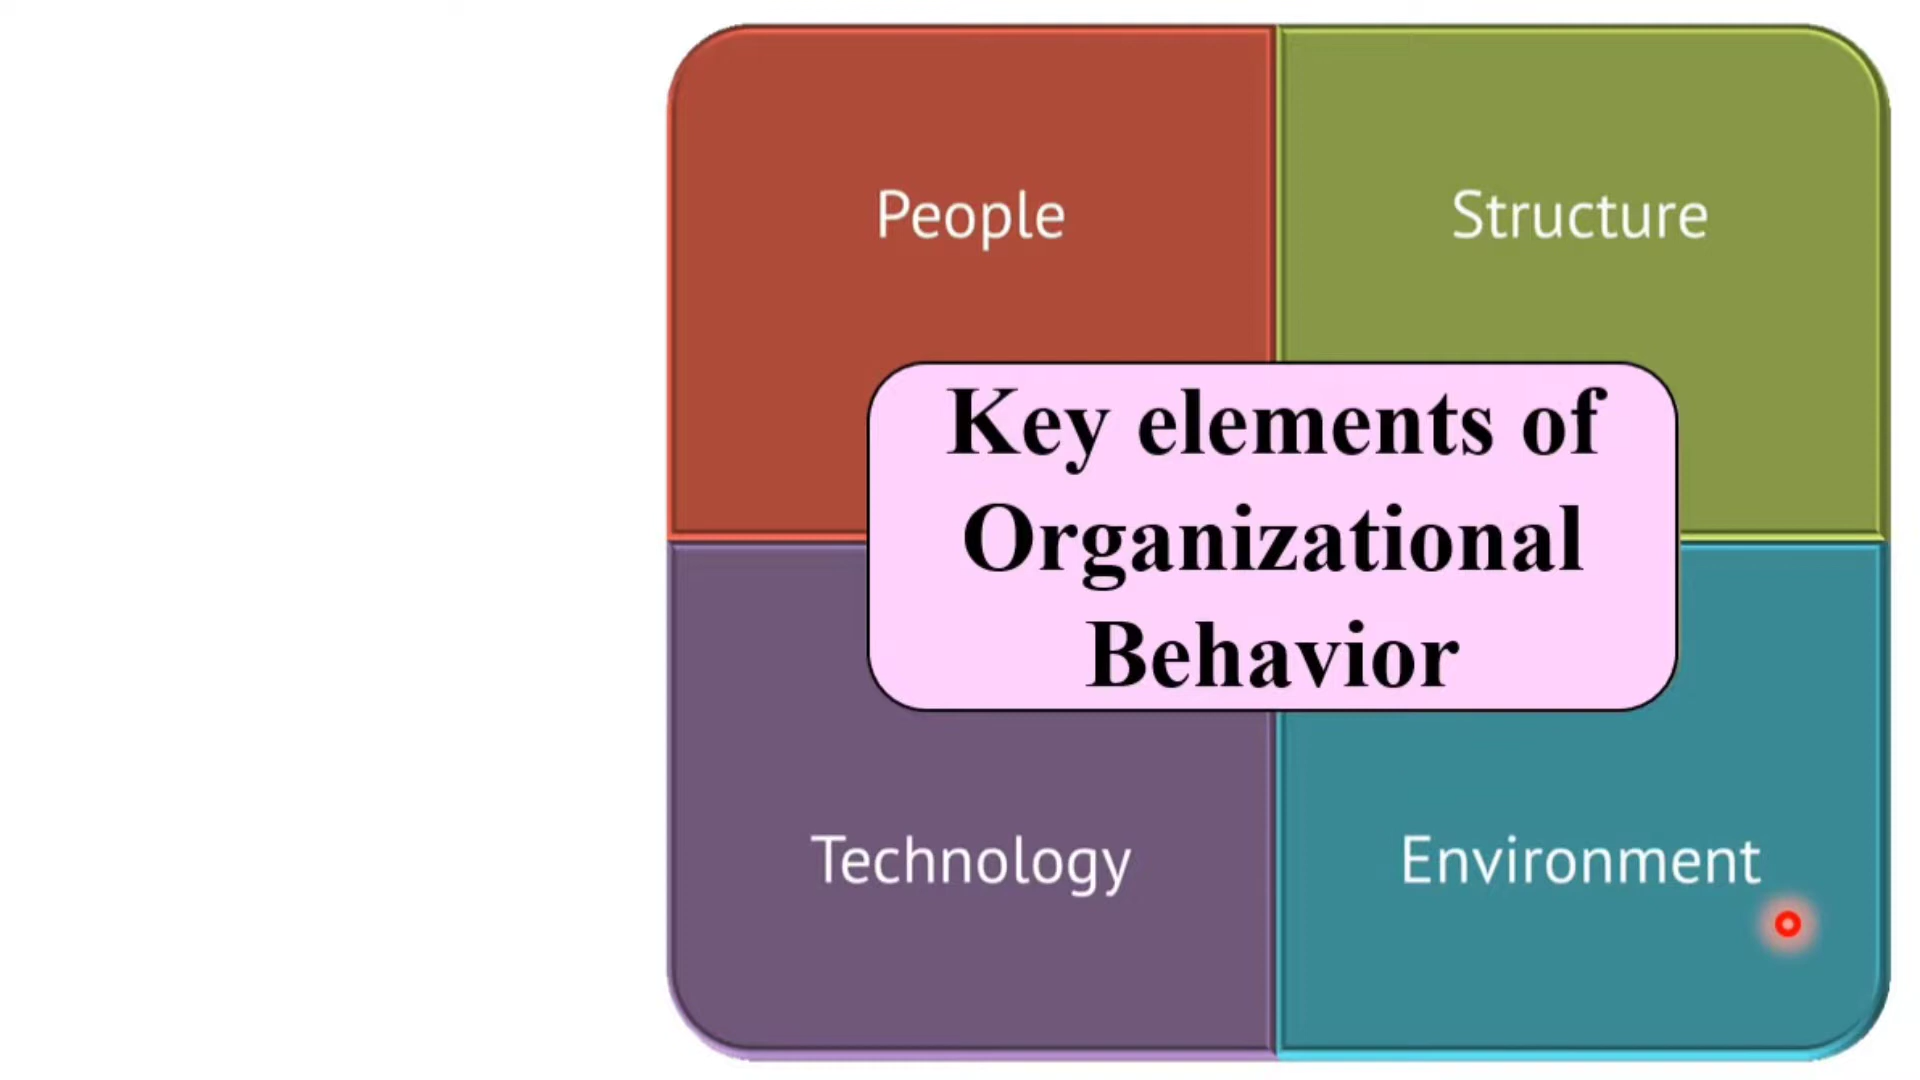 People
Structure
Key elements of
Organizational
Behavior
Technology
Environment